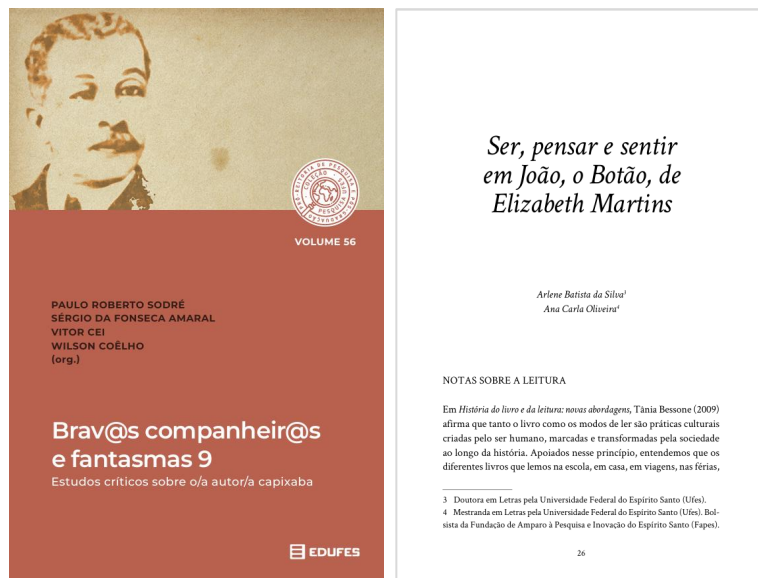 COLEÇÃO
PESQUISA
UFES
VOLUME 56
PAULO ROBERTO SODRÉ
SÉRGIO DA FONSECA AMARAL
VITOR CEI
WILSON COÊLHO
(org.)
Brav@s companheir@s
e fantasmas 9
Estudos críticos sobre o/a autor/a capixaba
EDUFES
Ser, pensar e sentir
em João, o Botão, de
Elizabeth Martins
Arlene Batista da Silva³
Ana Carla Oliveira⁴
NOTAS SOBRE A LEITURA
Em História do livro e da leitura: novas abordagens, Tânia Bessone (2009)
afirma que tanto o livro como os modos de ler são práticas culturais
criadas pelo ser humano, marcadas e transformadas pela sociedade
ao longo da história. Apoiados nesse princípio, entendemos que os
diferentes livros que lemos na escola, em casa, em viagens, nas férias,
3 Doutora em Letras pela Universidade Federal do Espírito Santo (Ufes).
4 Mestranda em Letras pela Universidade Federal do Espírito Santo (Ufes). Bol-
sista da Fundação de Amparo à Pesquisa e Inovação do Espírito Santo (Fapes).
26